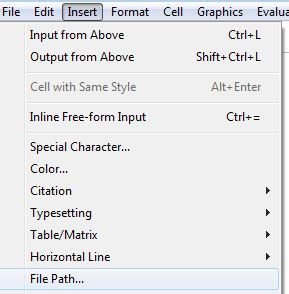 File Edit Insert Format Cell Graphics Evalua
Input from Above Ctrl+L
Output from Above Shift+Ctrl+L
Cell with Same Style Alt+Enter
Inline Free-form Input Ctrl+=
Special Character...
Color...
Citation
Typesetting
Table/Matrix
Horizontal Line
File Path...